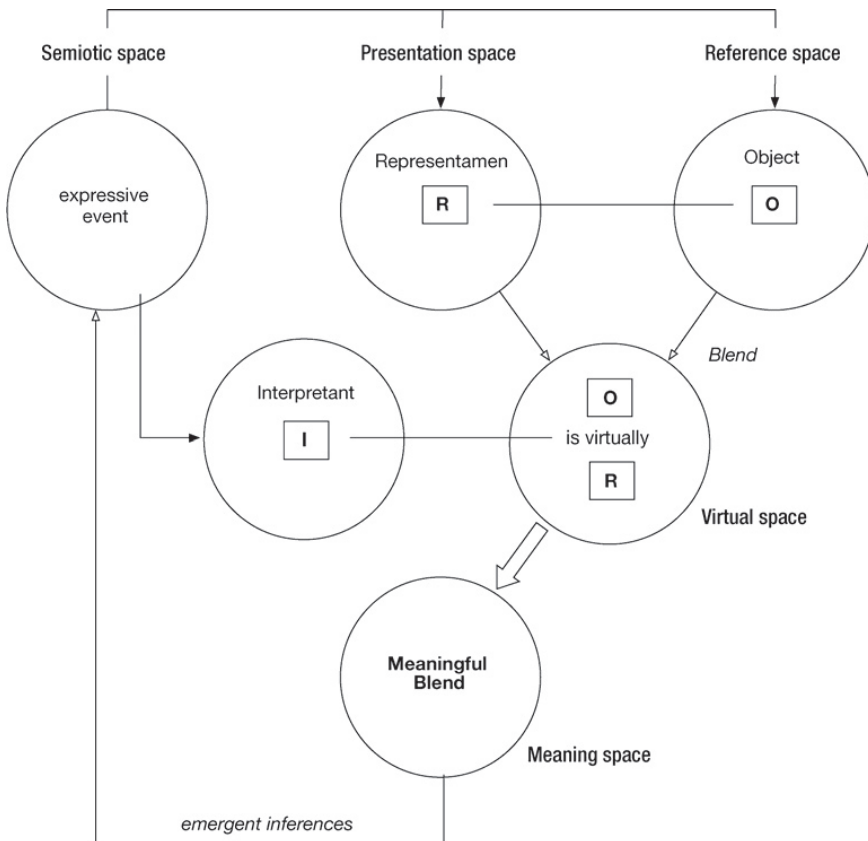 Semiotic space
Presentation space
Reference space
expressive
event
Representamen
R
Object
O
Blend
Interpretant
I
O
is virtually
R
Virtual space
Meaningful
Blend
Meaning space
emergent inferences